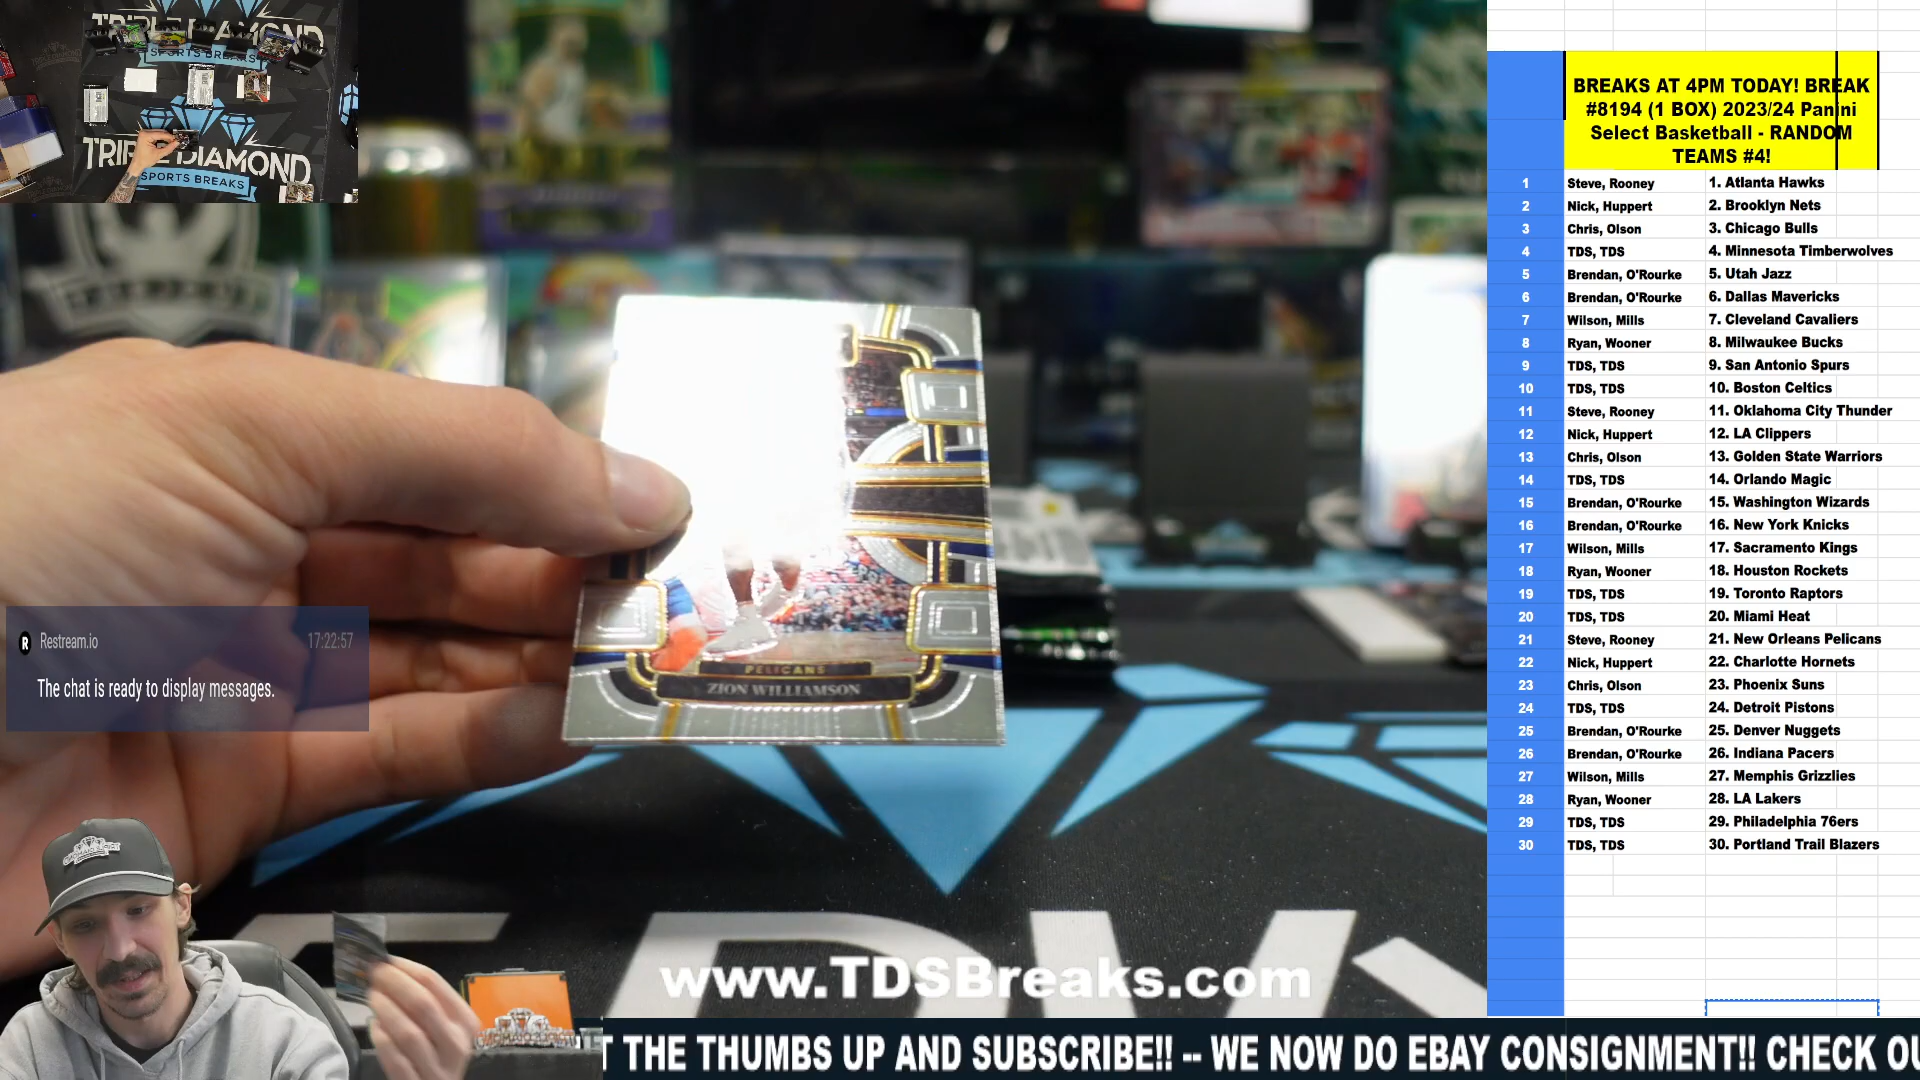 TRIPLE DIAMOND
SPORTS BREAKS
TRIPLE DIAMOND
SPORTS BREAKS
Restream.io
17:22:57
The chat is ready to display messages.
PELICANS
ZION WILLIAMSON
www.TDSBreaks.com
T THE THUMBS UP AND SUBSCRIBE!! -- WE NOW DO EBAY CONSIGNMENT!! CHECK OU
BREAKS AT 4PM TODAY! BREAK
#8194 (1 BOX) 2023/24 Panini
Select Basketball - RANDOM
TEAMS #4!
1 Steve, Rooney 1. Atlanta Hawks
2 Nick, Huppert 2. Brooklyn Nets
3 Chris, Olson 3. Chicago Bulls
4 TDS, TDS 4. Minnesota Timberwolves
5 Brendan, O'Rourke 5. Utah Jazz
6 Brendan, O'Rourke 6. Dallas Mavericks
7 Wilson, Mills 7. Cleveland Cavaliers
8 Ryan, Wooner 8. Milwaukee Bucks
9 TDS, TDS 9. San Antonio Spurs
10 TDS, TDS 10. Boston Celtics
11 Steve, Rooney 11. Oklahoma City Thunder
12 Nick, Huppert 12. LA Clippers
13 Chris, Olson 13. Golden State Warriors
14 TDS, TDS 14. Orlando Magic
15 Brendan, O'Rourke 15. Washington Wizards
16 Brendan, O'Rourke 16. New York Knicks
17 Wilson, Mills 17. Sacramento Kings
18 Ryan, Wooner 18. Houston Rockets
19 TDS, TDS 19. Toronto Raptors
20 TDS, TDS 20. Miami Heat
21 Steve, Rooney 21. New Orleans Pelicans
22 Nick, Huppert 22. Charlotte Hornets
23 Chris, Olson 23. Phoenix Suns
24 TDS, TDS 24. Detroit Pistons
25 Brendan, O'Rourke 25. Denver Nuggets
26 Brendan, O'Rourke 26. Indiana Pacers
27 Wilson, Mills 27. Memphis Grizzlies
28 Ryan, Wooner 28. LA Lakers
29 TDS, TDS 29. Philadelphia 76ers
30 TDS, TDS 30. Portland Trail Blazers